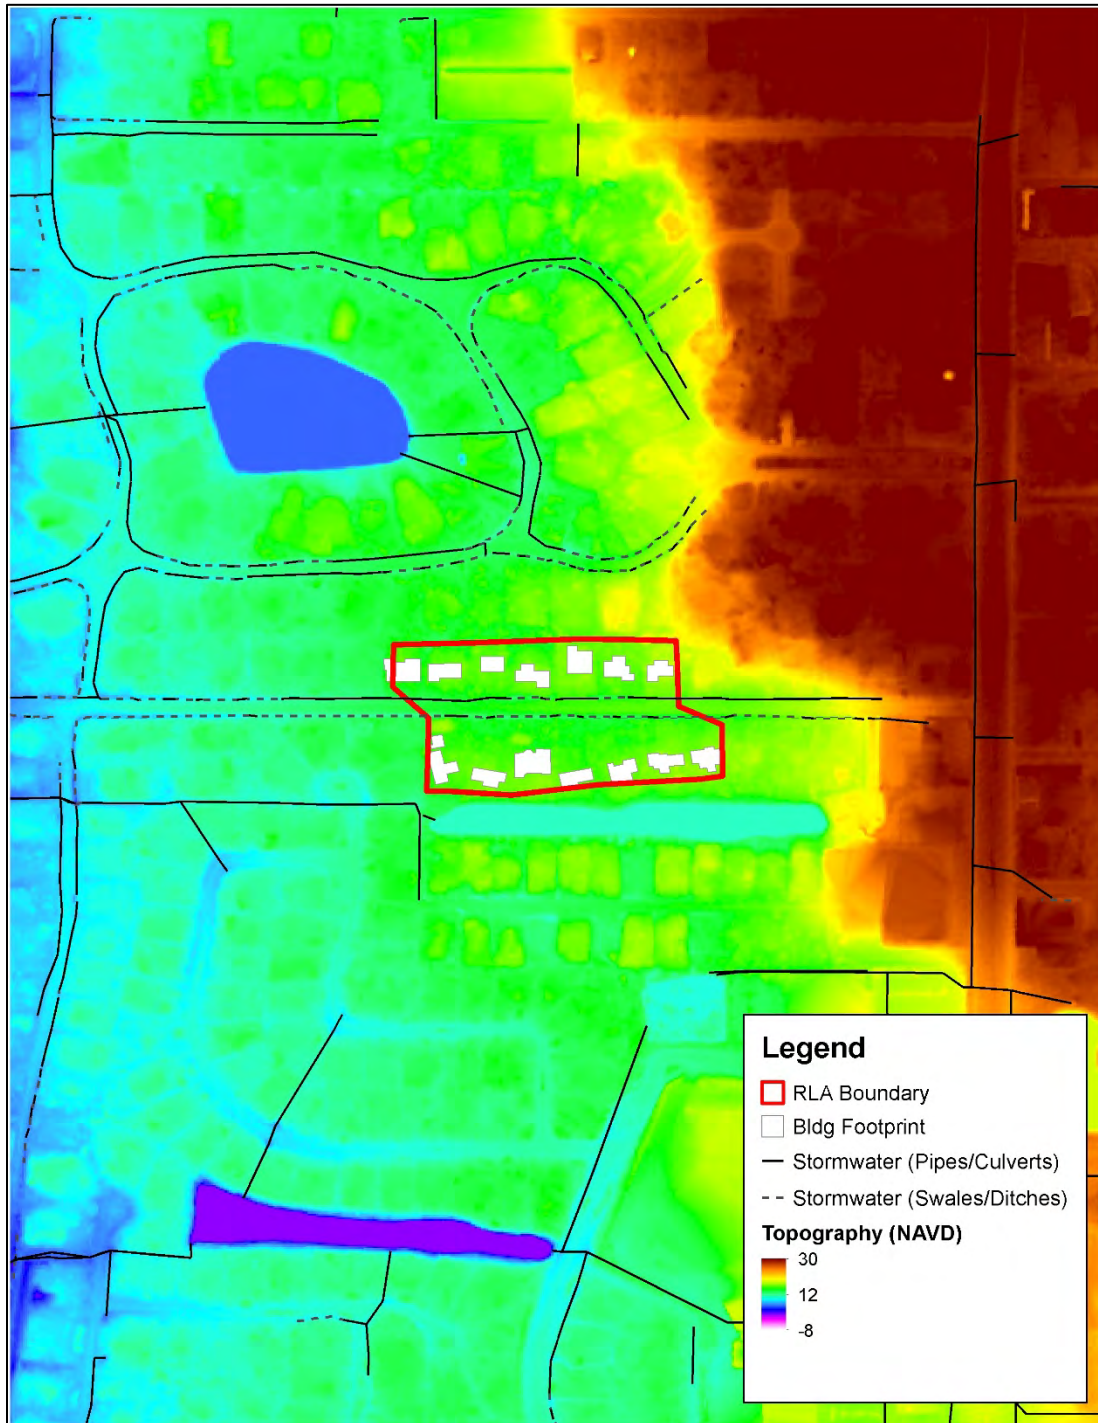 Legend
RLA Boundary
Bldg Footprint
Stormwater (Pipes/Culverts)
Stormwater (Swales/Ditches)
Topography (NAVD)
30
12
-8